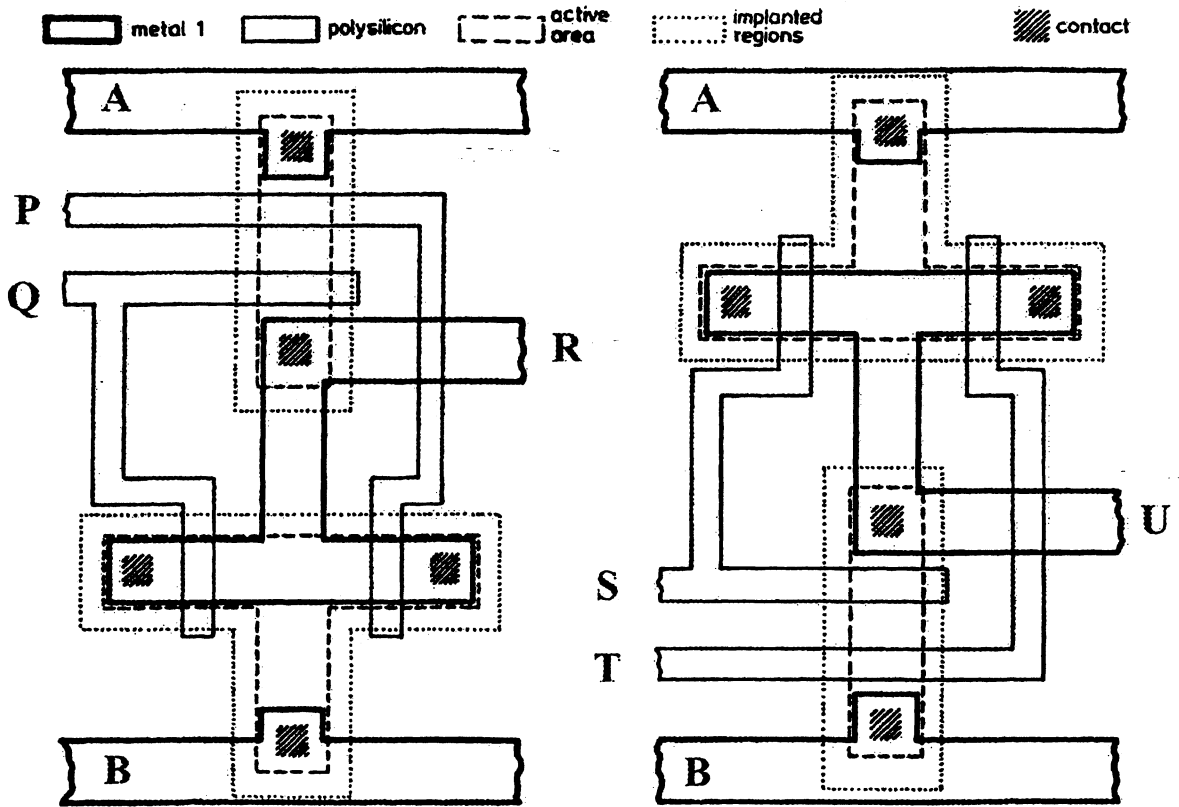 metal 1
polysilicon
active
area
implanted
regions
contact
A
A
P
Q
R
U
S
T
B
B